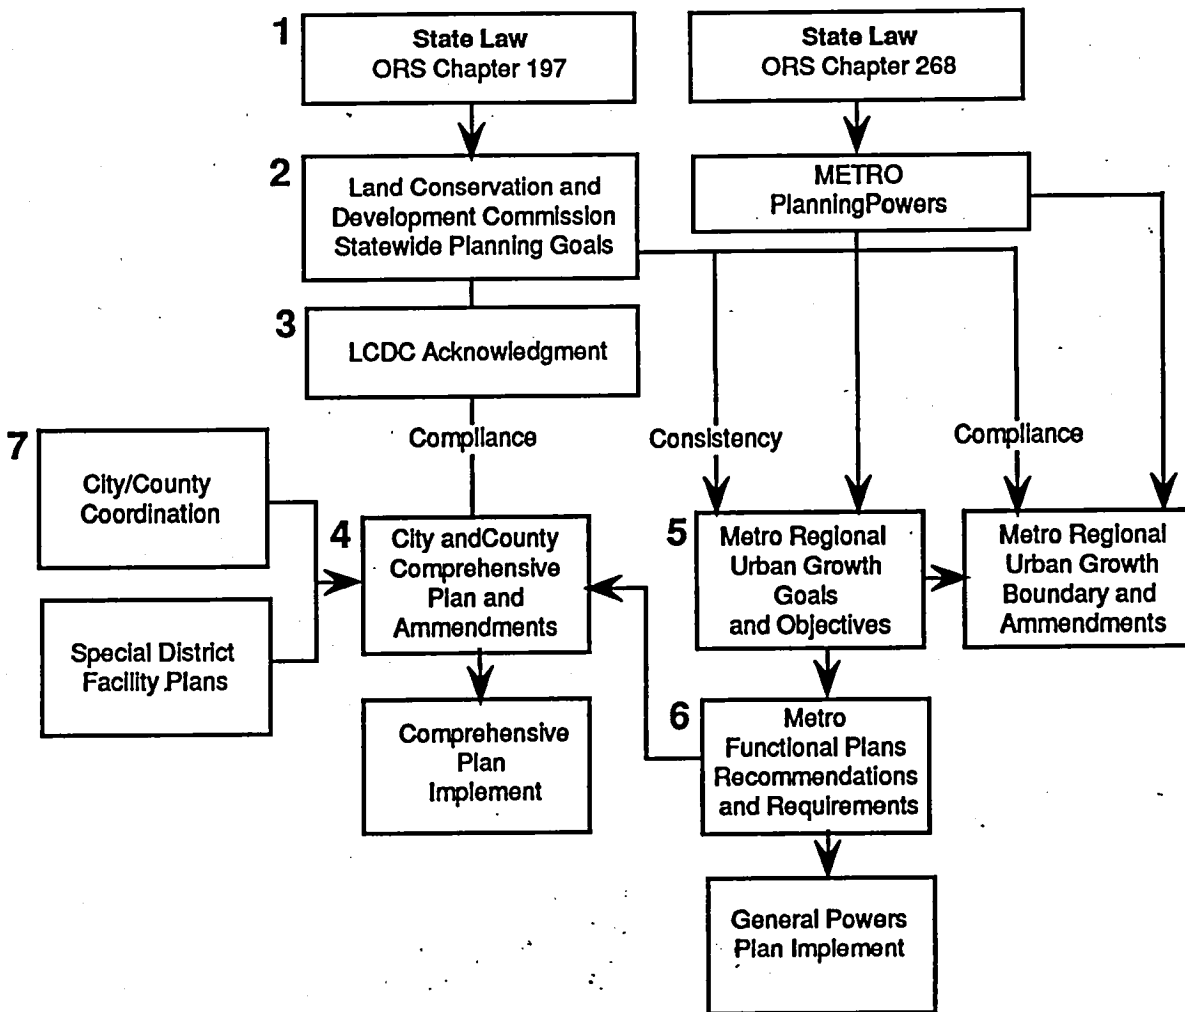 1
State Law
ORS Chapter 197
State Law
ORS Chapter 268
2
Land Conservation and
Development Commission
Statewide Planning Goals
METRO
PlanningPowers
3
LCDC Acknowledgment
Compliance
Consistency
Compliance
7
City/County
Coordination
4
City andCounty
Comprehensive
Plan and
Ammendments
5
Metro Regional
Urban Growth
Goals
and Objectives
Metro Regional
Urban Growth
Boundary and
Ammendments
Special District
Facility Plans
Comprehensive
Plan
Implement
6
Metro
Functional Plans
Recommendations
and Requirements
General Powers
Plan Implement